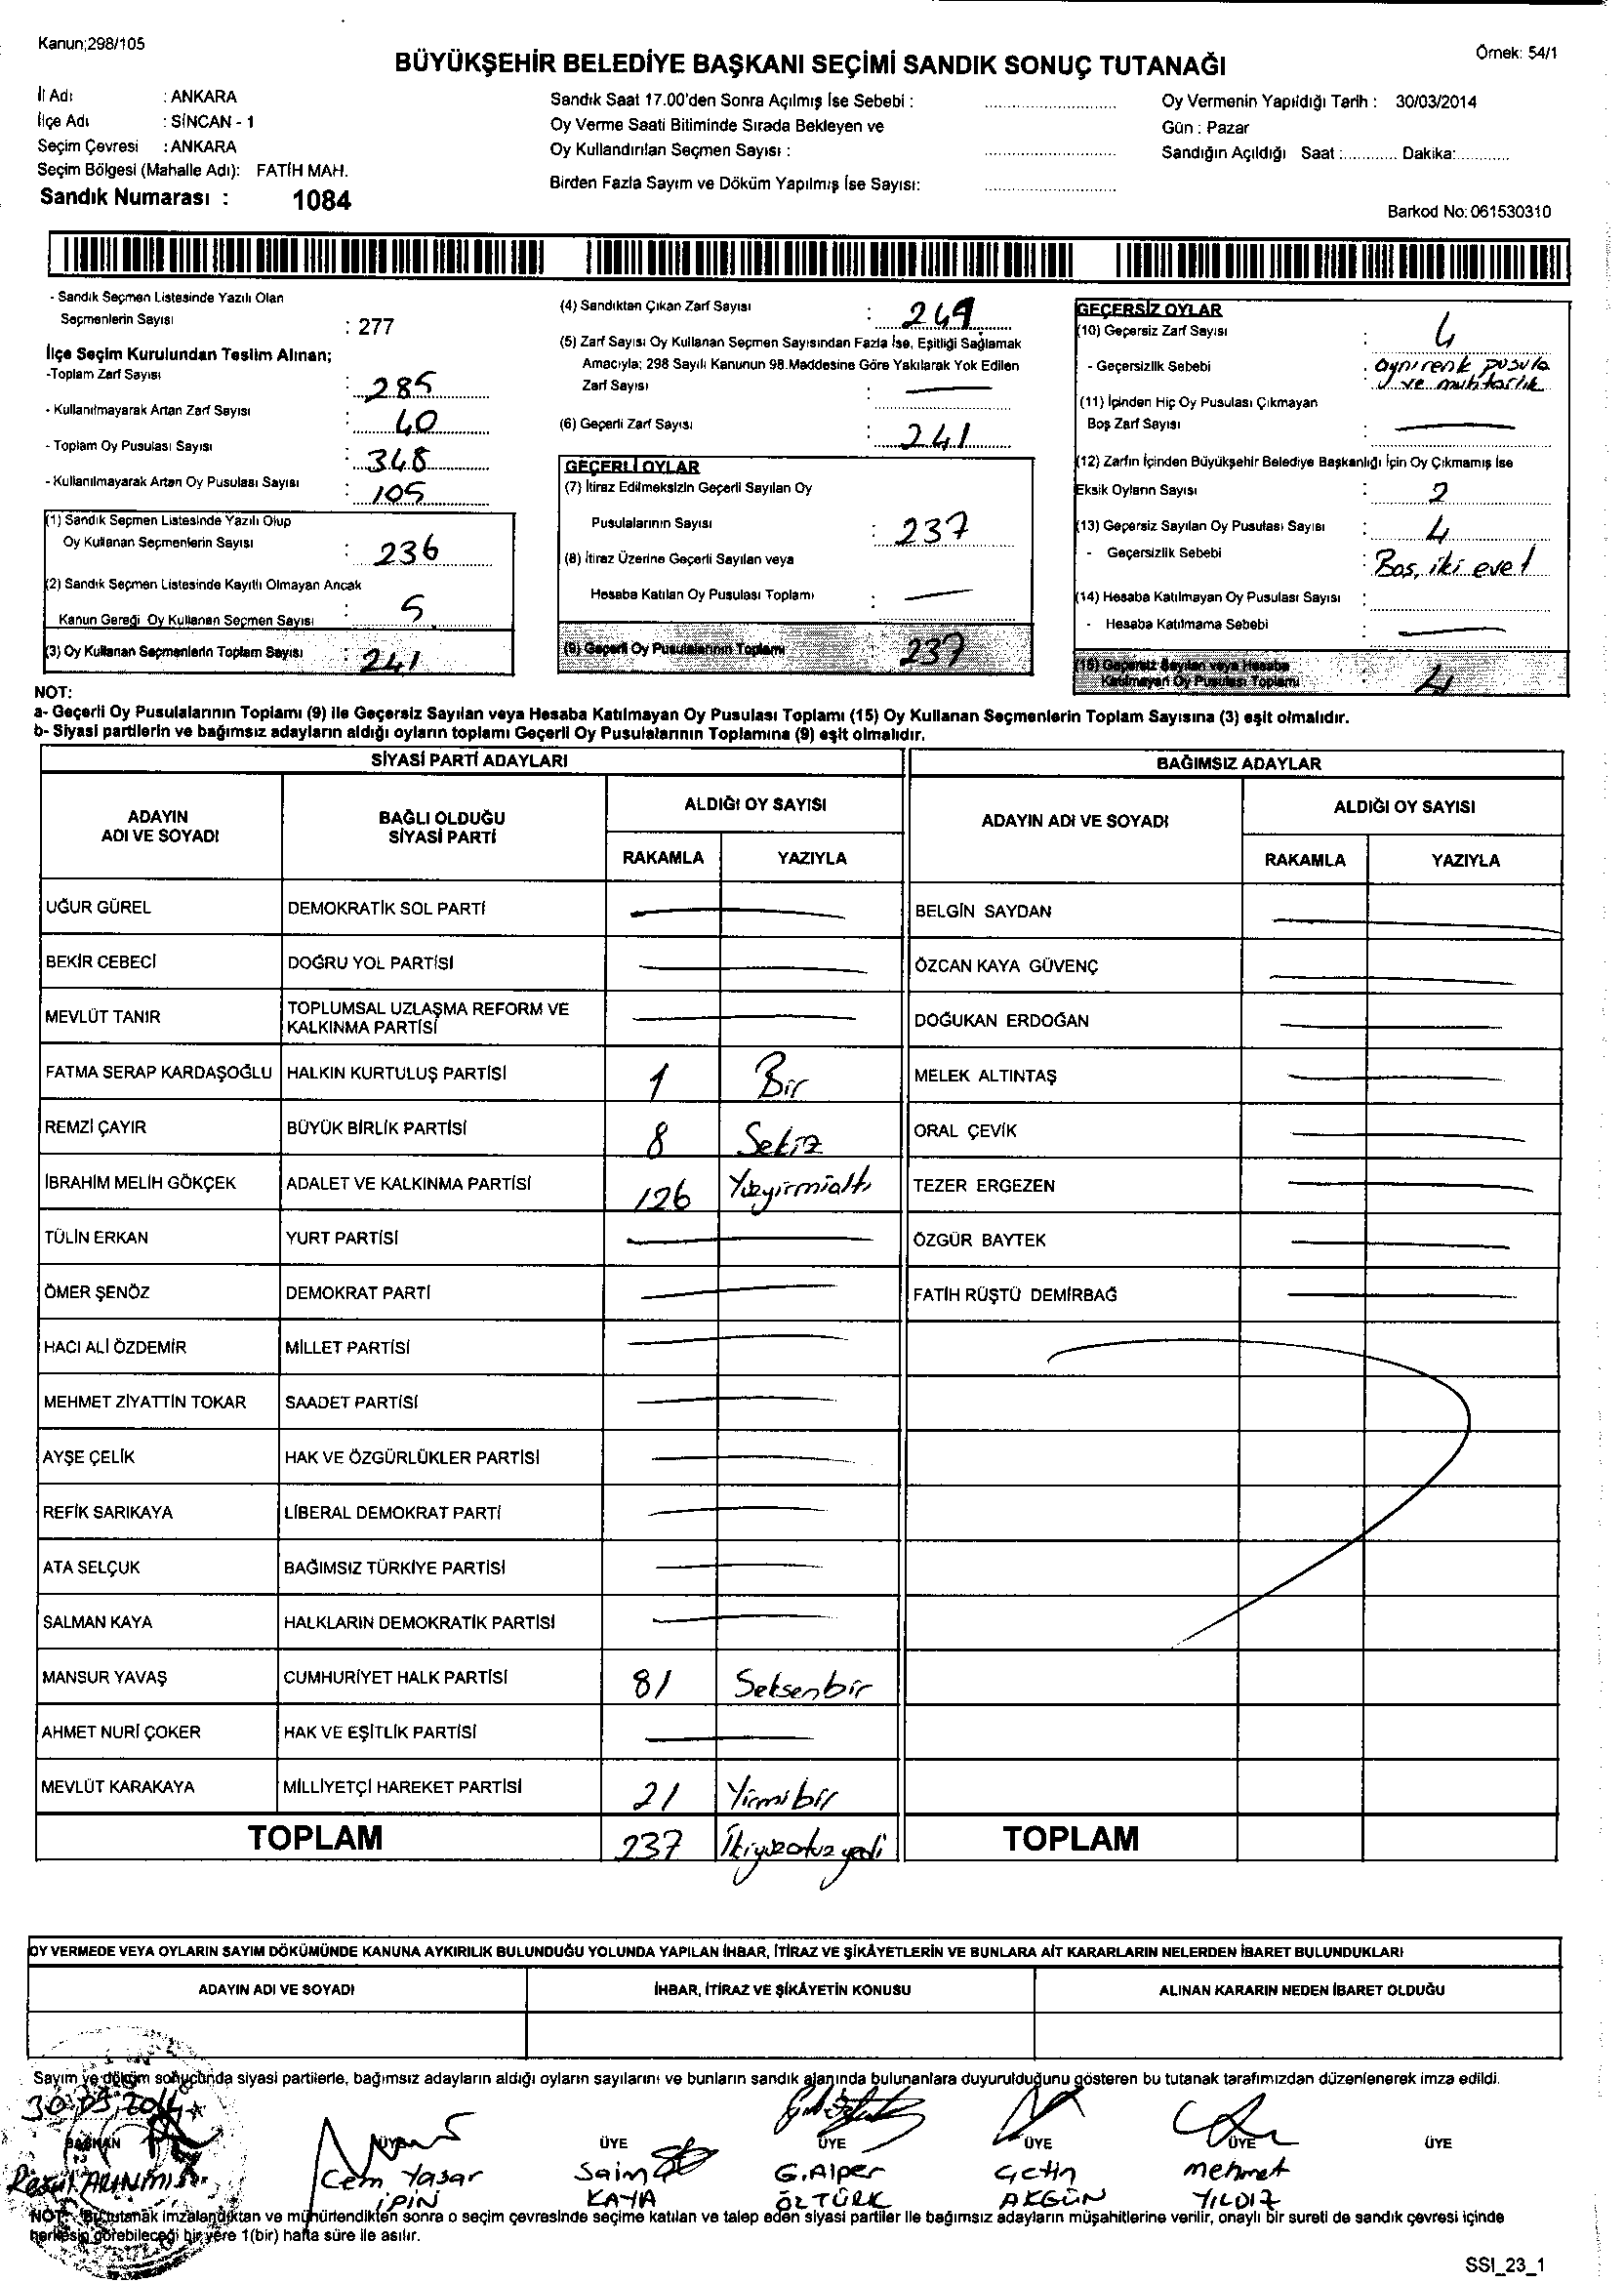 Kanun;298/105
Örnek: 54/1
BÜYÜKŞEHİR BELEDİYE BAŞKANI SEÇİMİ SANDIK SONUÇ TUTANAĞI
İl Adı : ANKARA
İlçe Adı : SİNCAN - 1
Seçim Çevresi : ANKARA
Seçim Bölgesi (Mahalle Adı): FATİH MAH.
Sandık Numarası : 1084
Sandık Saat 17.00'den Sonra Açılmış İse Sebebi :
Oy Verme Saati Bitiminde Sırada Bekleyen ve
Oy Kullandırılan Seçmen Sayısı :
Birden Fazla Sayım ve Döküm Yapılmış İse Sayısı:
Oy Vermenin Yapıldığı Tarih : 30/03/2014
Gün : Pazar
Sandığın Açıldığı Saat :............ Dakika:...........
Barkod No: 061530310
- Sandık Seçmen Listesinde Yazılı Olan
Seçmenlerin Sayısı : 277
İlçe Seçim Kurulundan Teslim Alınan;
-Toplam Zarf Sayısı : 285
- Kullanılmayarak Artan Zarf Sayısı : 40
- Toplam Oy Pusulası Sayısı : 348
- Kullanılmayarak Artan Oy Pusulası Sayısı : 105
(1) Sandık Seçmen Listesinde Yazılı Olup
Oy Kullanan Seçmenlerin Sayısı : 236
(2) Sandık Seçmen Listesinde Kayıtlı Olmayan Ancak
Kanun Gereği Oy Kullanan Seçmen Sayısı : 5
(3) Oy Kullanan Seçmenlerin Toplam Sayısı : 241
(4) Sandıktan Çıkan Zarf Sayısı :
(5) Zarf Sayısı Oy Kullanan Seçmen Sayısından Fazla İse, Eşitliği Sağlamak
Amacıyla; 298 Sayılı Kanunun 98.Maddesine Göre Yakılarak Yok Edilen
Zarf Sayısı :
(6) Geçerli Zarf Sayısı : 241
GEÇERLİ OYLAR
(7) İtiraz Edilmeksizin Geçerli Sayılan Oy
Pusulalarının Sayısı : 237
(8) İtiraz Üzerine Geçerli Sayılan veya
Hesaba Katılan Oy Pusulası Toplamı :
(9) Geçerli Oy Pusulalarının Toplamı 237
GEÇERSİZ OYLAR
(10) Geçersiz Zarf Sayısı : 4
- Geçersizlik Sebebi : aynı renk pusula
: ve muhtarlık
(11) İçinden Hiç Oy Pusulası Çıkmayan
Boş Zarf Sayısı :
(12) Zarfın İçinden Büyükşehir Belediye Başkanlığı İçin Oy Çıkmamış İse
Eksik Oyların Sayısı : 2
(13) Geçersiz Sayılan Oy Pusulası Sayısı : 4
- Geçersizlik Sebebi : Boş, iki evet
(14) Hesaba Katılmayan Oy Pusulası Sayısı :
- Hesaba Katılmama Sebebi :
(15) Geçersiz Sayılan veya Hesaba
Katılmayan Oy Pusulası Toplamı : 4
NOT:
a- Geçerli Oy Pusulalarının Toplamı (9) ile Geçersiz Sayılan veya Hesaba Katılmayan Oy Pusulası Toplamı (15) Oy Kullanan Seçmenlerin Toplam Sayısına (3) eşit olmalıdır.
b- Siyasi partilerin ve bağımsız adayların aldığı oyların toplamı Geçerli Oy Pusulalarının Toplamına (9) eşit olmalıdır.
SİYASİ PARTİ ADAYLARI
ADAYIN ADI VE SOYADI
BAĞLI OLDUĞU SİYASİ PARTİ
ALDIĞI OY SAYISI
RAKAMLA YAZIYLA
UĞUR GÜREL DEMOKRATİK SOL PARTİ
BEKİR CEBECİ DOĞRU YOL PARTİSİ
MEVLÜT TANIR TOPLUMSAL UZLAŞMA REFORM VE
KALKINMA PARTİSİ
FATMA SERAP KARDAŞOĞLU HALKIN KURTULUŞ PARTİSİ 1 Bir
REMZİ ÇAYIR BÜYÜK BİRLİK PARTİSİ 8 Sekiz
İBRAHİM MELİH GÖKÇEK ADALET VE KALKINMA PARTİSİ 126 Yüzyirmialtı
TÜLİN ERKAN YURT PARTİSİ
ÖMER ŞENÖZ DEMOKRAT PARTİ
HACI ALİ ÖZDEMİR MİLLET PARTİSİ
MEHMET ZİYATTİN TOKAR SAADET PARTİSİ
AYŞE ÇELİK HAK VE ÖZGÜRLÜKLER PARTİSİ
REFİK SARIKAYA LİBERAL DEMOKRAT PARTİ
ATA SELÇUK BAĞIMSIZ TÜRKİYE PARTİSİ
SALMAN KAYA HALKLARIN DEMOKRATİK PARTİSİ
MANSUR YAVAŞ CUMHURİYET HALK PARTİSİ 81 Seksenbir
AHMET NURİ ÇOKER HAK VE EŞİTLİK PARTİSİ
MEVLÜT KARAKAYA MİLLİYETÇİ HAREKET PARTİSİ 21 Yirmibir
TOPLAM 237 İkiyüzotuzyedi
BAĞIMSIZ ADAYLAR
ADAYIN ADI VE SOYADI
ALDIĞI OY SAYISI
RAKAMLA YAZIYLA
BELGİN SAYDAN
ÖZCAN KAYA GÜVENÇ
DOĞUKAN ERDOĞAN
MELEK ALTINTAŞ
ORAL ÇEVİK
TEZER ERGEZEN
ÖZGÜR BAYTEK
FATİH RÜŞTÜ DEMİRBAĞ
TOPLAM
OY VERMEDE VEYA OYLARIN SAYIM DÖKÜMÜNDE KANUNA AYKIRILIK BULUNDUĞU YOLUNDA YAPILAN İHBAR, İTİRAZ VE ŞİKÂYETLERİN VE BUNLARA AİT KARARLARIN NELERDEN İBARET BULUNDUKLARI
ADAYIN ADI VE SOYADI İHBAR, İTİRAZ VE ŞİKÂYETİN KONUSU ALINAN KARARIN NEDEN İBARET OLDUĞU
Sayım ve döküm sonucunda siyasi partilerle, bağımsız adayların aldığı oyların sayılarını ve bunların sandık alanında bulunanlara duyurulduğunu gösteren bu tutanak tarafımızdan düzenlenerek imza edildi.
30.03.2014
BAŞKAN ÜYE ÜYE ÜYE ÜYE ÜYE ÜYE
Cem Yaşar Saim G.Alper Çetin Mehmet
İPİN KAYA ÖZTÜRK AKGÜN YILDIZ
NOT: Bu tutanak imzalandıktan ve mühürlendikten sonra o seçim çevresinde seçime katılan ve talep eden siyasi partiler ile bağımsız adayların müşahitlerine verilir, onaylı bir sureti de sandık çevresi içinde
herkesin görebileceği bir yere 1(bir) hafta süre ile asılır.
SSI_23_1